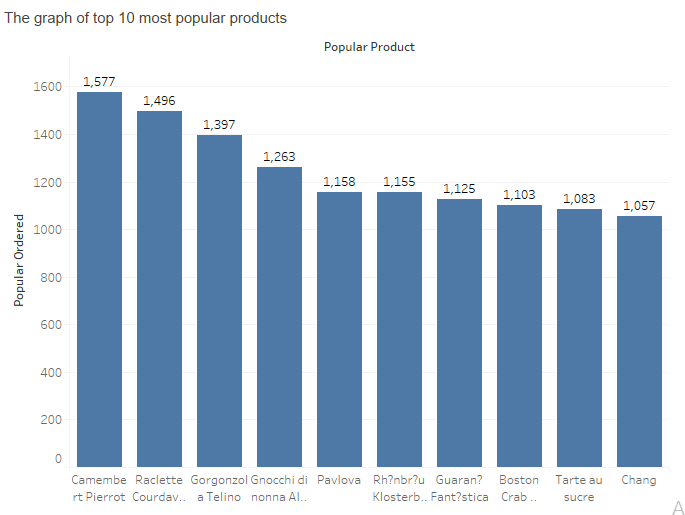 The graph of top 10 most popular products
Popular Product
Popular Ordered
1600
1400
1200
1000
800
600
400
200
0
1,577
1,496
1,397
1,263
1,158
1,155
1,125
1,103
1,083
1,057
Camembe
rt Pierrot
Raclette
Courdav..
Gorgonzol
a Telino
Gnocchi di
nonna Al..
Pavlova
Rh?nbr?u
Klosterb..
Guaran?
Fant?stica
Boston
Crab ..
Tarte au
sucre
Chang
A